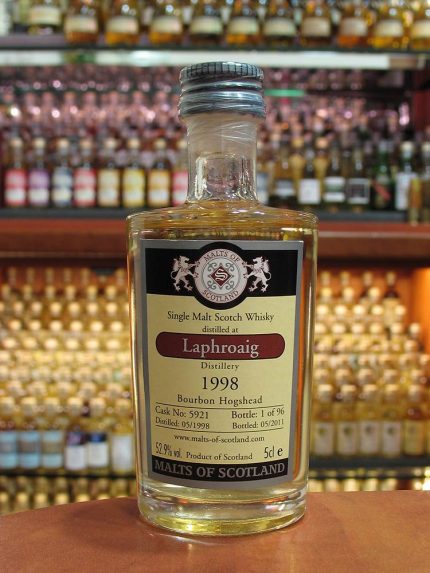 MALTS OF
S
SCOTLAND
Single Malt Scotch Whisky
distilled at
Laphroaig
Distillery
1998
Bourbon Hogshead
Cask No: 5921 Bottle: 1 of 96
Distilled: 05/1998 Bottled: 05/2011
www.malts-of-scotland.com
52.9% vol. Product of Scotland 5cl e
MALTS OF SCOTLAND